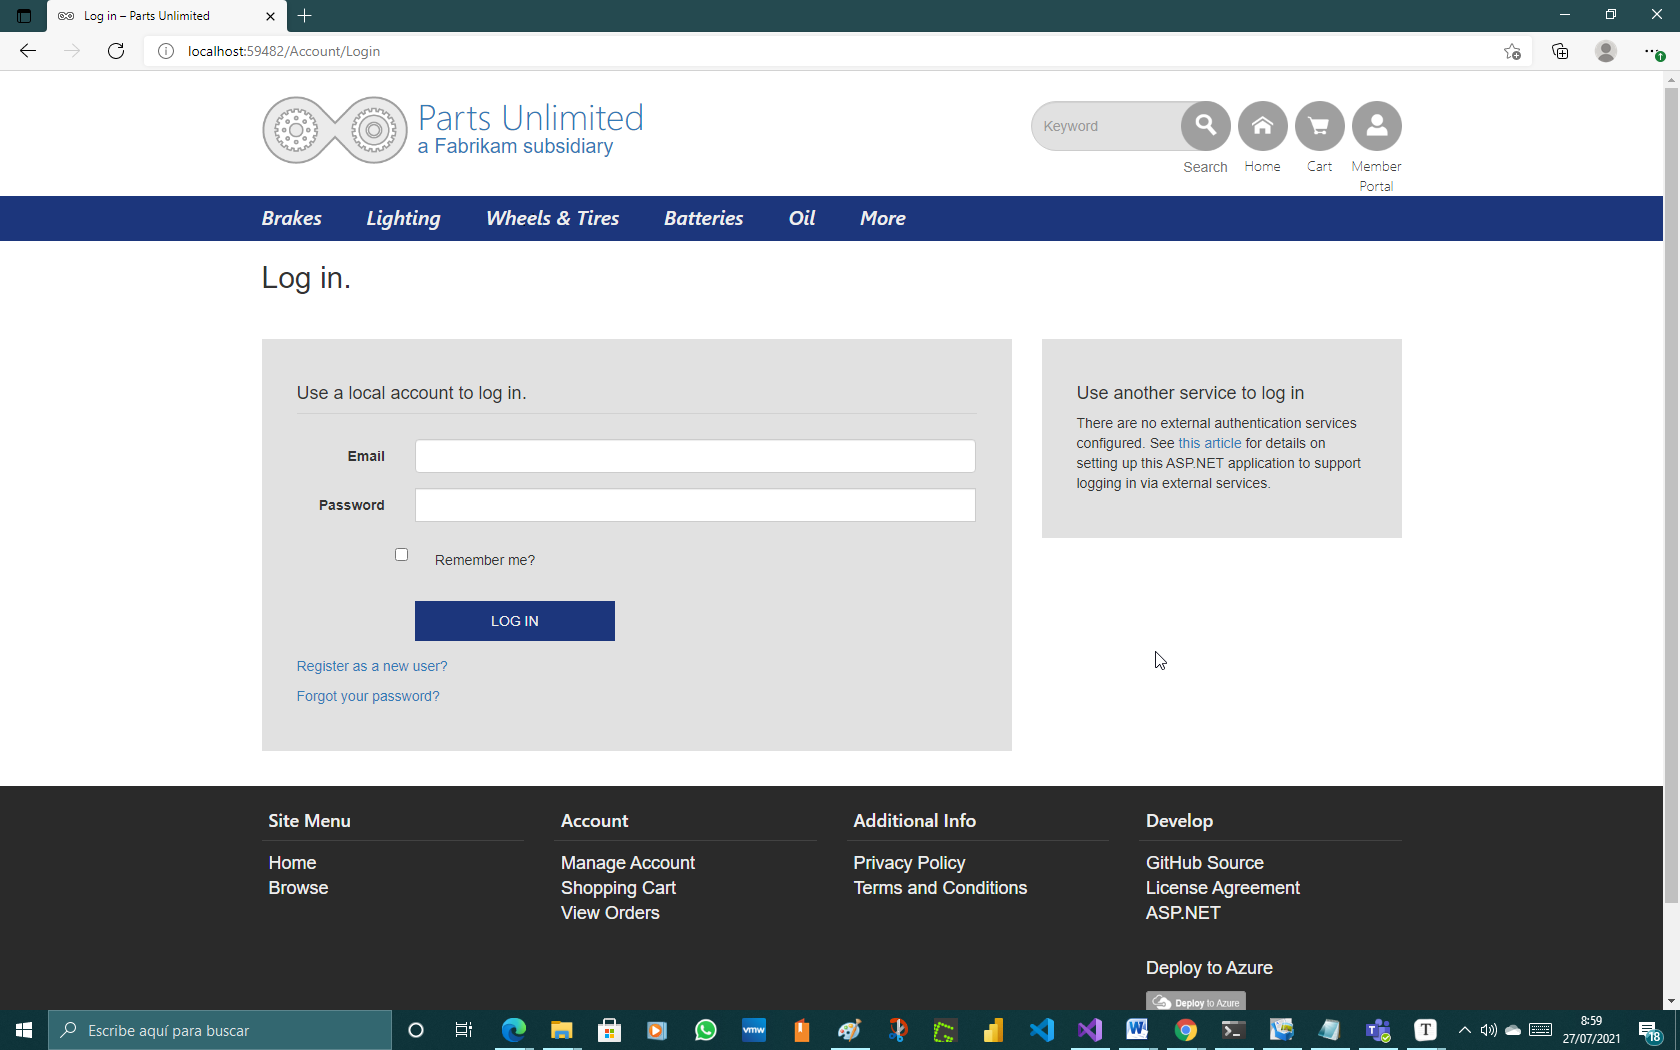 Log in – Parts Unlimited
localhost:59482/Account/Login
Parts Unlimited
a Fabrikam subsidiary
Keyword
Search
Home
Cart
Member
Portal
Brakes
Lighting
Wheels & Tires
Batteries
Oil
More
Log in.
Use a local account to log in.
Email
Password
Remember me?
LOG IN
Register as a new user?
Forgot your password?
Use another service to log in
There are no external authentication services
configured. See this article for details on
setting up this ASP.NET application to support
logging in via external services.
Site Menu
Home
Browse
Account
Manage Account
Shopping Cart
View Orders
Additional Info
Privacy Policy
Terms and Conditions
Develop
GitHub Source
License Agreement
ASP.NET
Deploy to Azure
Deploy to Azure
Escribe aquí para buscar
vmw
W
T
T
8:59
27/07/2021
18